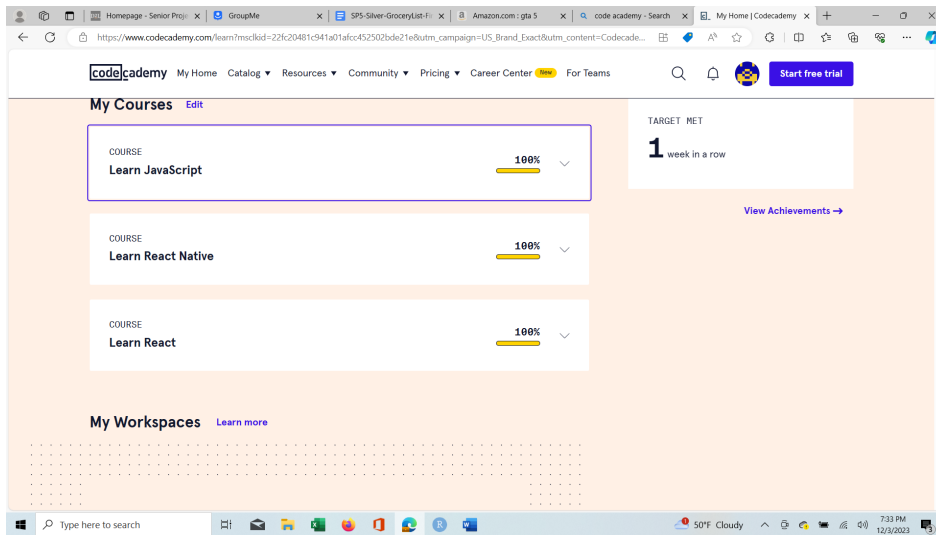 Homepage - Senior Proje
GroupMe
SP5-Silver-GroceryList-Fi
Amazon.com : gta 5
code academy - Search
My Home | Codecademy
https://www.codecademy.com/learn?msclkid=22fc20481c941a01afcc452502bde21e&utm_campaign=US_Brand_Exact&utm_content=Codecade...
codecademy My Home Catalog Resources Community Pricing Career Center New For Teams Start free trial
My Courses Edit
TARGET MET
1 week in a row
View Achievements →
COURSE
Learn JavaScript
100%
COURSE
Learn React Native
100%
COURSE
Learn React
100%
My Workspaces Learn more
Type here to search
50°F Cloudy
7:33 PM
12/3/2023
3